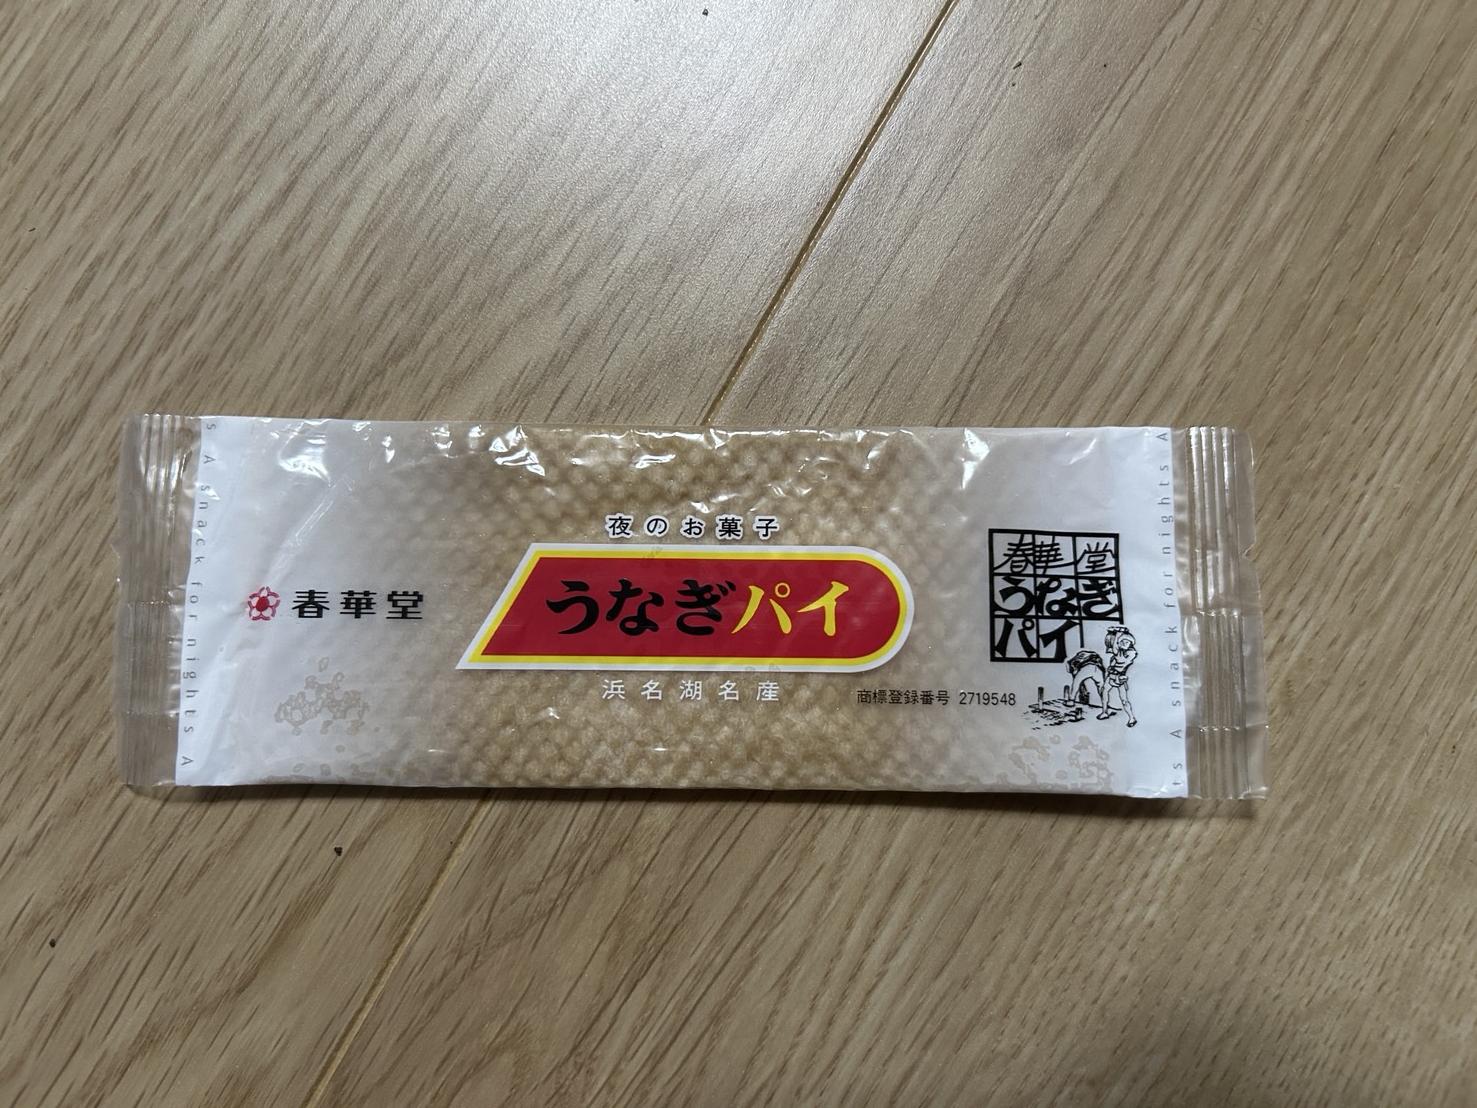 夜のお菓子
うなぎパイ
浜名湖名産
春華堂
春華堂
うなぎ
パイ
商標登録番号 2719548
s A snack for nights A
ts A snack for nights A